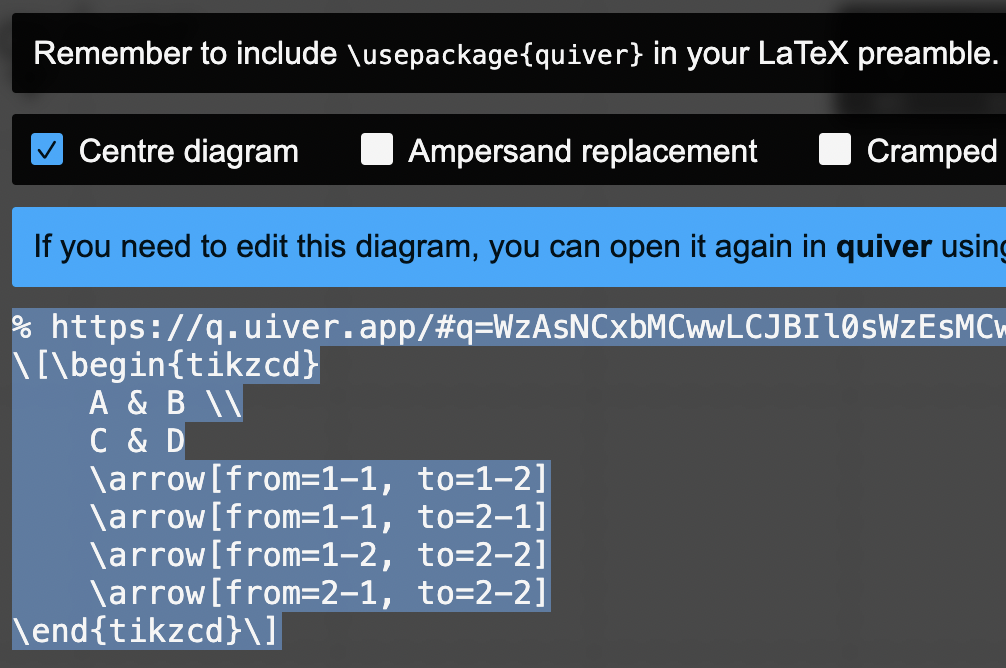 Remember to include \usepackage{quiver} in your LaTeX preamble.
Centre diagram Ampersand replacement Cramped
If you need to edit this diagram, you can open it again in quiver using
% https://q.uiver.app/#q=WzAsNCxbMCwwLCJBIl0sWzEsMCw
\[\begin{tikzcd}
    A & B \\
    C & D
    \arrow[from=1-1, to=1-2]
    \arrow[from=1-1, to=2-1]
    \arrow[from=1-2, to=2-2]
    \arrow[from=2-1, to=2-2]
\end{tikzcd}\]